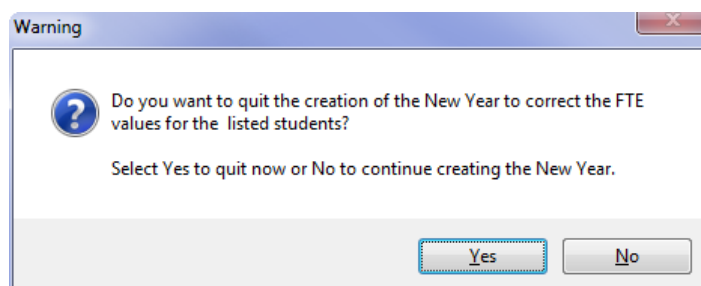 Warning
X
Do you want to quit the creation of the New Year to correct the FTE
values for the  listed students?
Select Yes to quit now or No to continue creating the New Year.
Yes
No